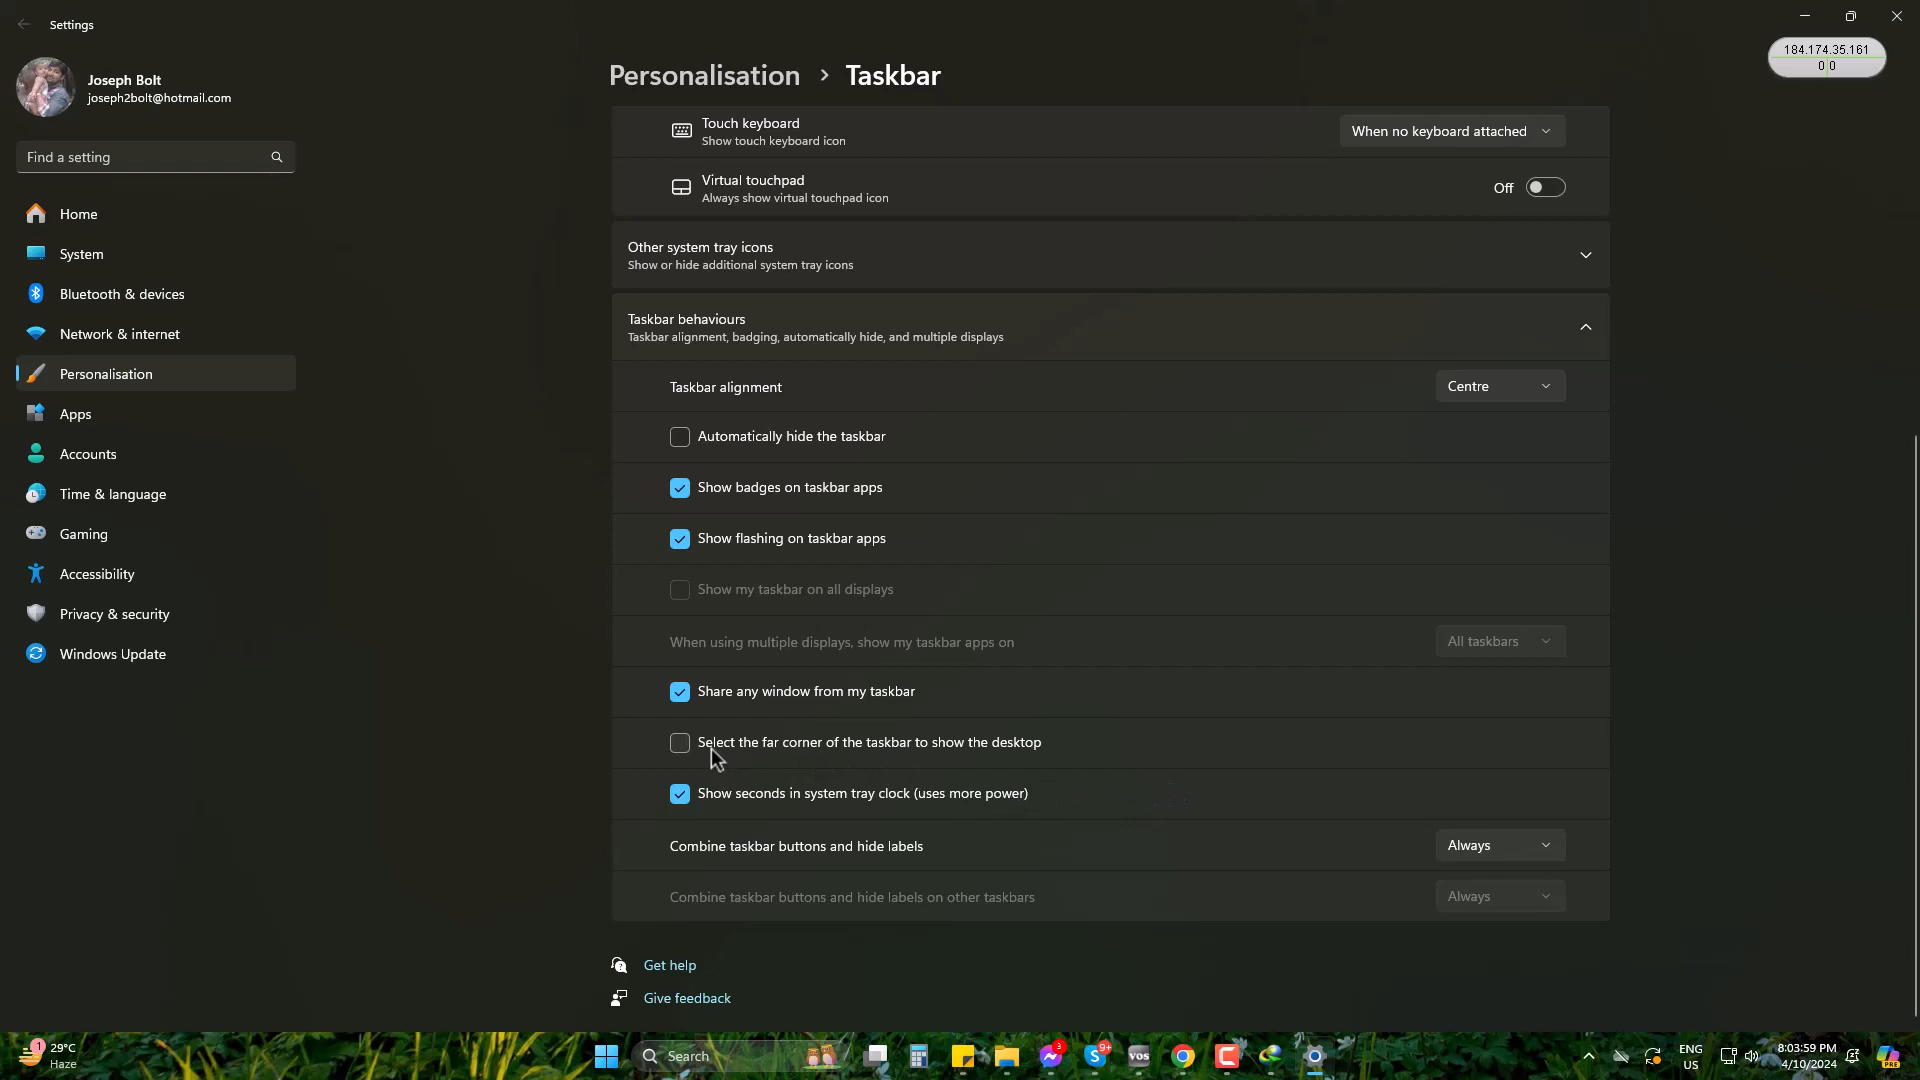 Settings
184.174.35.161
0 0
Joseph Bolt
joseph2bolt@hotmail.com
Find a setting
Home
System
Bluetooth & devices
Network & internet
Personalisation
Apps
Accounts
Time & language
Gaming
Accessibility
Privacy & security
Windows Update
Personalisation > Taskbar
Touch keyboard
Show touch keyboard icon
When no keyboard attached
Virtual touchpad
Always show virtual touchpad icon
Off
Other system tray icons
Show or hide additional system tray icons
Taskbar behaviours
Taskbar alignment, badging, automatically hide, and multiple displays
Taskbar alignment
Centre
Automatically hide the taskbar
Show badges on taskbar apps
Show flashing on taskbar apps
Show my taskbar on all displays
When using multiple displays, show my taskbar apps on
All taskbars
Share any window from my taskbar
Select the far corner of the taskbar to show the desktop
Show seconds in system tray clock (uses more power)
Combine taskbar buttons and hide labels
Always
Combine taskbar buttons and hide labels on other taskbars
Always
Get help
Give feedback
1
29°C
Haze
Search
3
9+
VOS
ENG
US
8:03:59 PM
4/10/2024
PRE